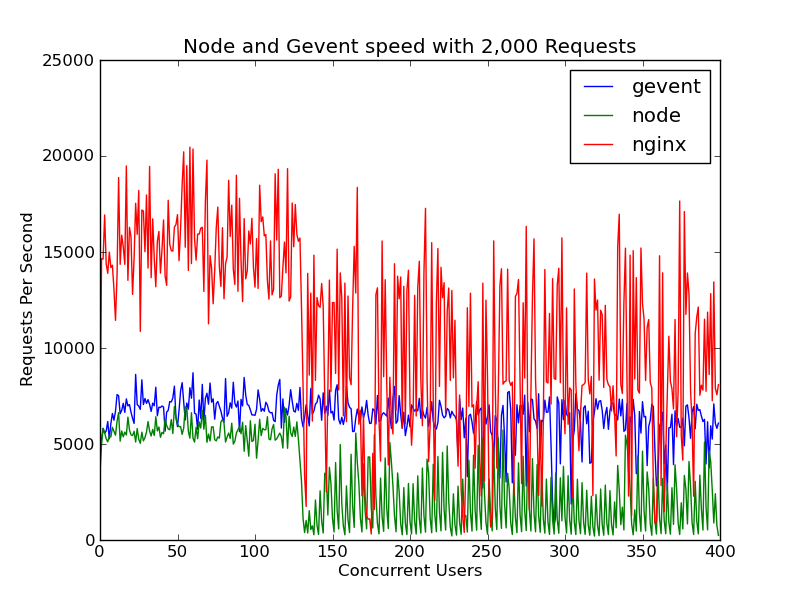 Node and Gevent speed with 2,000 Requests
25000
20000
15000
10000
5000
0
Requests Per Second
gevent
node
nginx
0 50 100 150 200 250 300 350 400
Concurrent Users